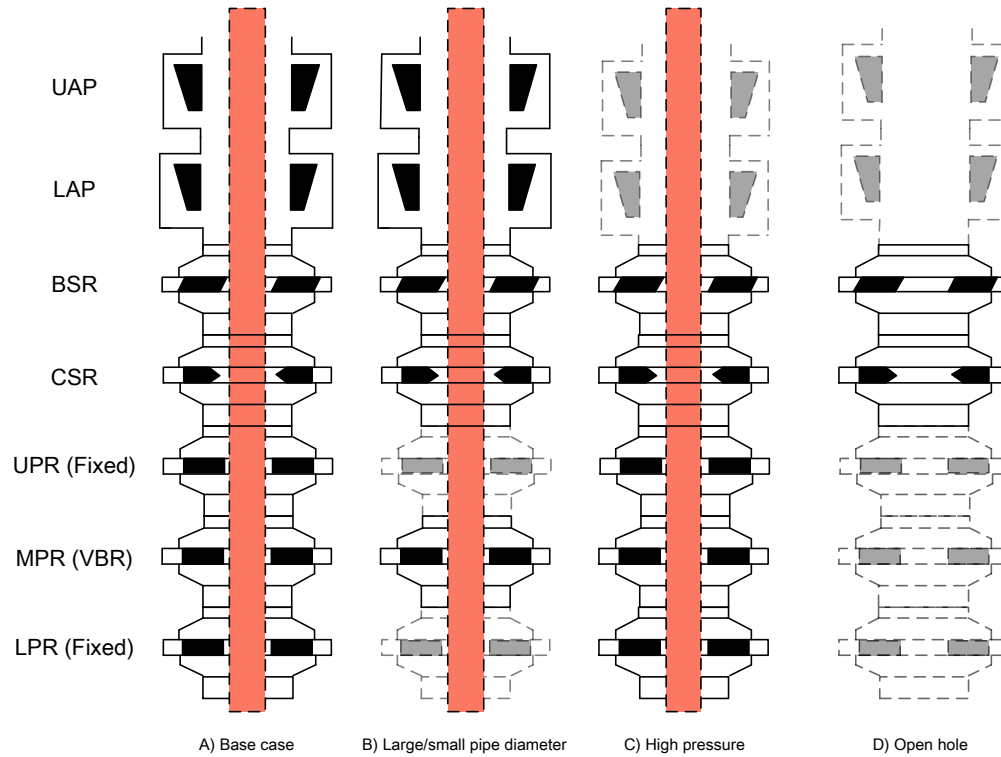 UAP
LAP
BSR
CSR
UPR (Fixed)
MPR (VBR)
LPR (Fixed)
A) Base case
B) Large/small pipe diameter
C) High pressure
D) Open hole